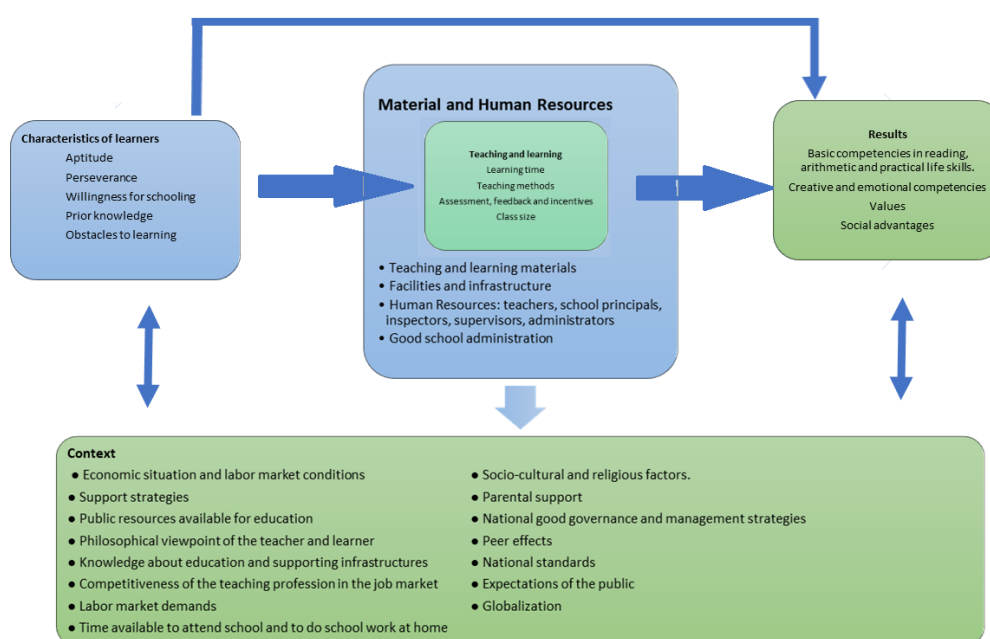 Characteristics of learners
Aptitude
Perseverance
Willingness for schooling
Prior knowledge
Obstacles to learning
Material and Human Resources
Teaching and learning
Learning time
Teaching methods
Assessment, feedback and incentives
Class size
• Teaching and learning materials
• Facilities and infrastructure
• Human Resources: teachers, school principals,
inspectors, supervisors, administrators
• Good school administration
Results
Basic competencies in reading,
arithmetic and practical life skills.
Creative and emotional competencies
Values
Social advantages
Context
● Economic situation and labor market conditions
● Support strategies
● Public resources available for education
● Philosophical viewpoint of the teacher and learner
● Knowledge about education and supporting infrastructures
● Competitiveness of the teaching profession in the job market
● Labor market demands
● Time available to attend school and to do school work at home
● Socio-cultural and religious factors.
● Parental support
● National good governance and management strategies
● Peer effects
● National standards
● Expectations of the public
● Globalization